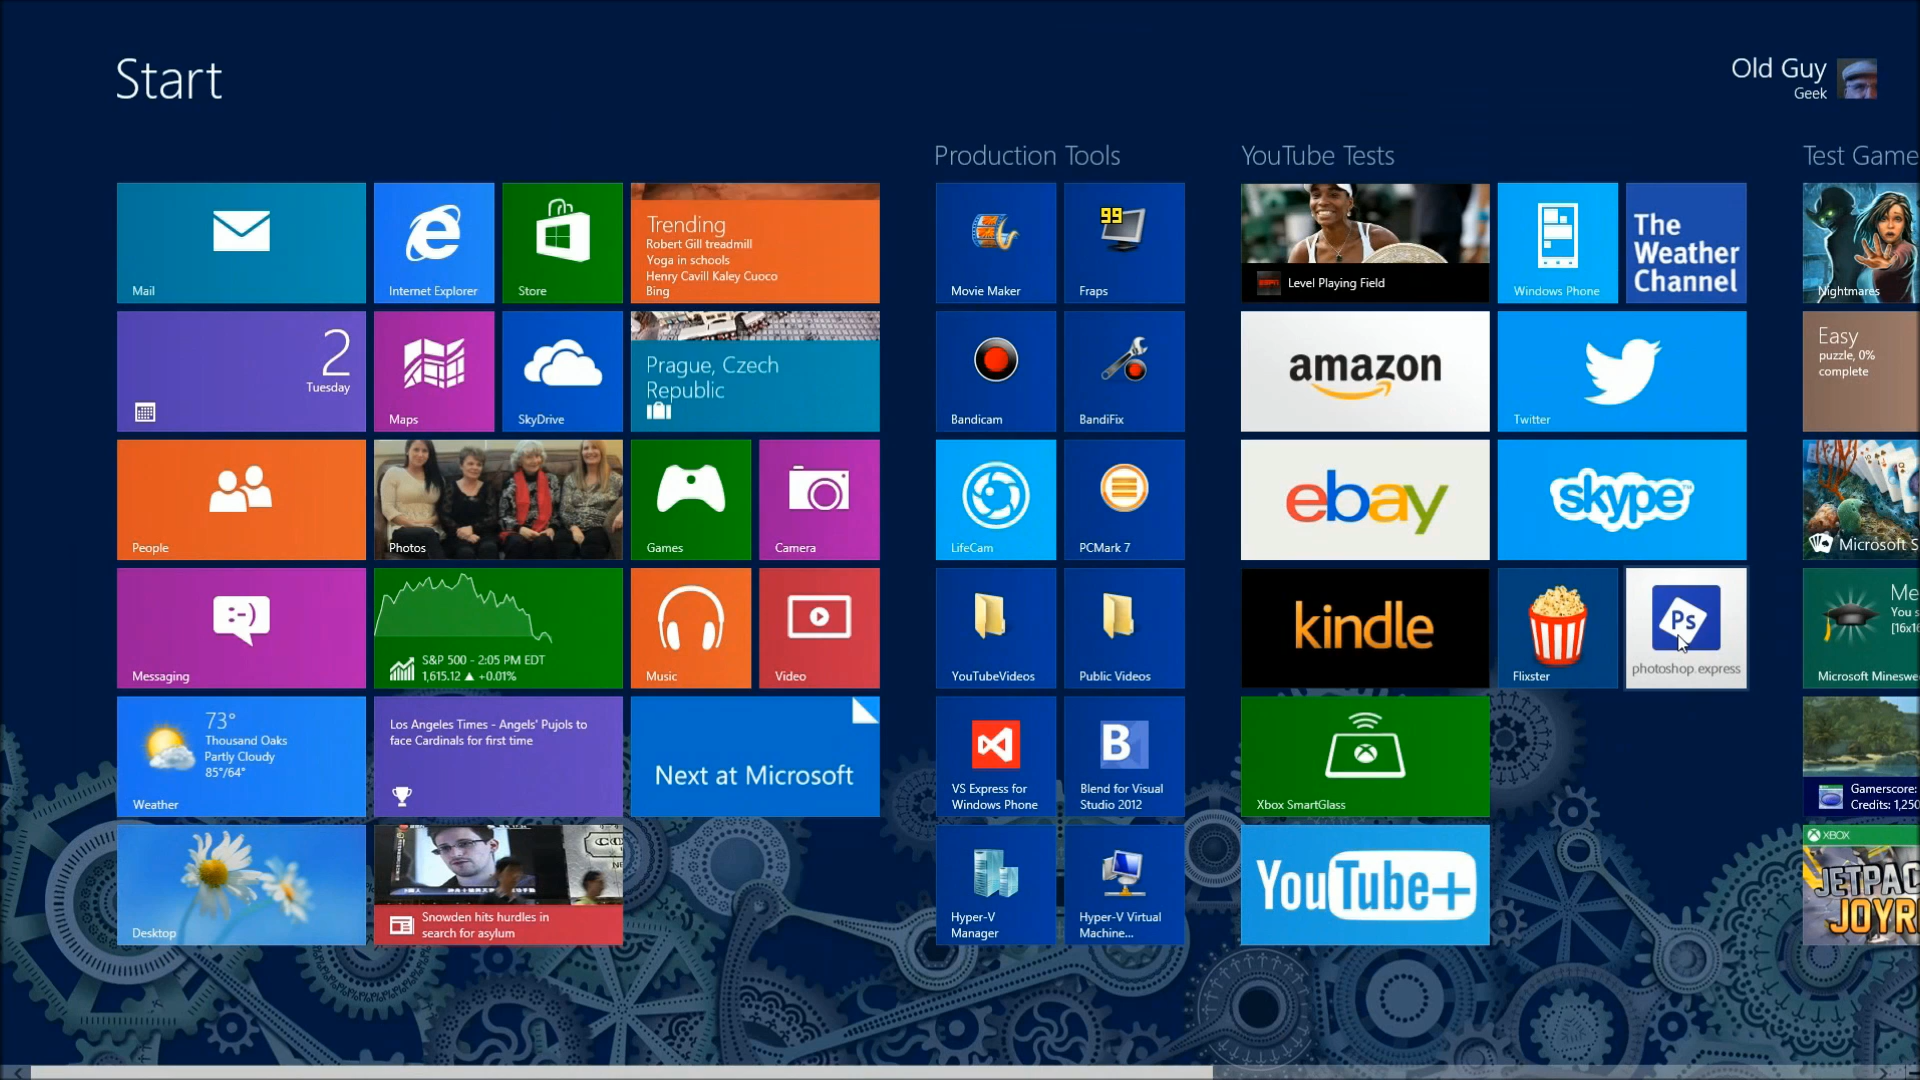 Start
Old Guy
Geek
Production Tools
YouTube Tests
Test Game
Mail
Internet Explorer
Store
Trending
Robert Gill treadmill
Yoga in schools
Henry Cavill Kaley Cuoco
Bing
Movie Maker
99
Fraps
Level Playing Field
Windows Phone
The
Weather
Channel
Nightmares
2
Tuesday
Maps
SkyDrive
Prague, Czech
Republic
Bandicam
BandiFix
amazon
Twitter
Easy
puzzle, 0%
complete
People
Photos
Games
Camera
LifeCam
PCMark 7
ebay
skype™
Microsoft S
:-)
Messaging
S&P 500 - 2:05 PM EDT
1,615.12 ▲ +0.01%
Music
Video
YouTubeVideos
Public Videos
kindle
Flixster
Ps
photoshop express
Me
You s
[16x16
Microsoft Mineswe
73°
Thousand Oaks
Partly Cloudy
85°/64°
Weather
Los Angeles Times - Angels' Pujols to
face Cardinals for first time
Next at Microsoft
VS Express for
Windows Phone
B
Blend for Visual
Studio 2012
Xbox SmartGlass
Gamerscore:
Credits: 1,250
Desktop
Snowden hits hurdles in
search for asylum
Hyper-V
Manager
Hyper-V Virtual
Machine...
YouTube+
XBOX
JETPAC
JOYR